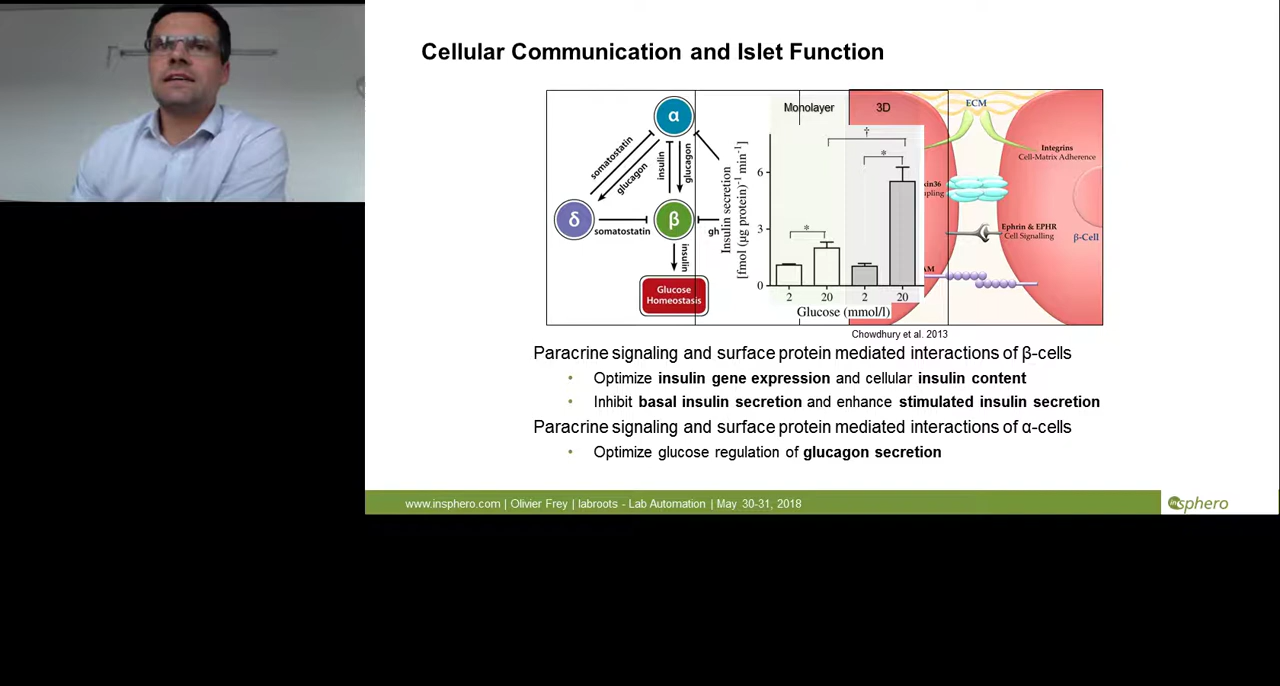 Cellular Communication and Islet Function
α
somatostatin
glucagon
insulin
glucagon
δ
somatostatin
β
gh
insulin
Glucose
Homeostasis
Monolayer
3D
†
*
*
Insulin secretion
[fmol (μg protein)⁻¹ min⁻¹]
6
3
0
2
20
2
20
Glucose (mmol/l)
ECM
Integrins
Cell-Matrix Adherence
xin36
pling
Ephrin & EPHR
Cell Signalling
β-Cell
AM
Chowdhury et al. 2013
Paracrine signaling and surface protein mediated interactions of β-cells
• Optimize insulin gene expression and cellular insulin content
• Inhibit basal insulin secretion and enhance stimulated insulin secretion
Paracrine signaling and surface protein mediated interactions of α-cells
• Optimize glucose regulation of glucagon secretion
www.insphero.com | Olivier Frey | labroots - Lab Automation | May 30-31, 2018
insphero